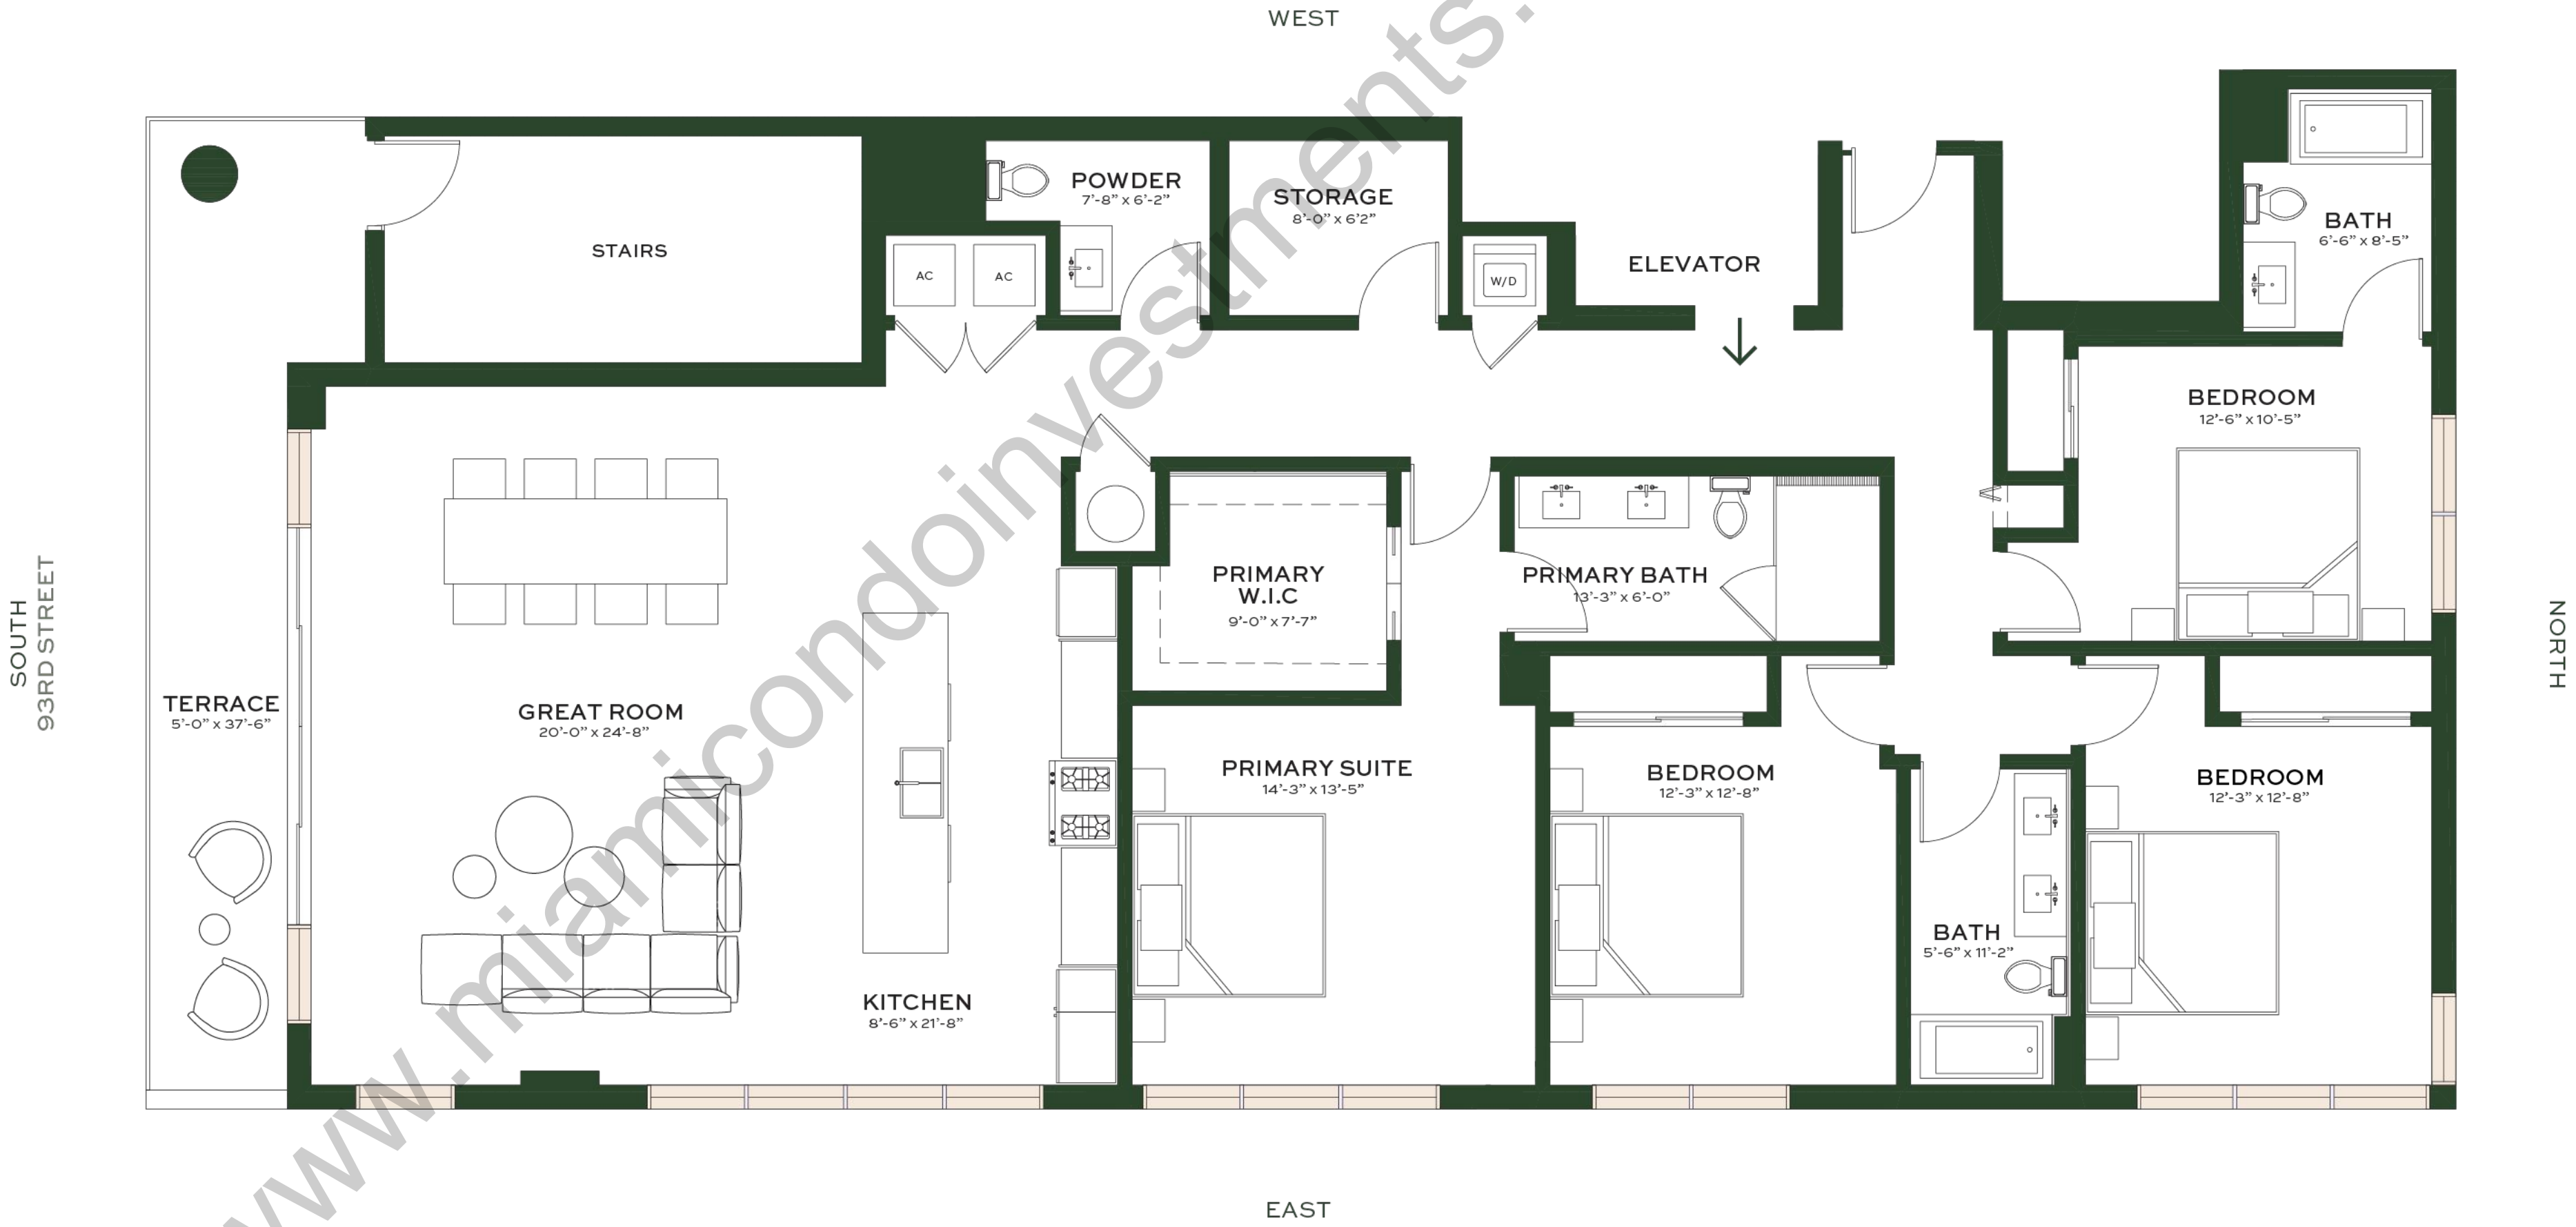 WEST
POWDER
7'-8" x 6'-2"
STORAGE
8'-0" x 6'2"
STAIRS
AC
AC
W/D
ELEVATOR
BATH
6'-6" x 8'-5"
BEDROOM
12'-6" x 10'-5"
SOUTH
93RD STREET
NORTH
PRIMARY
W.I.C
9'-0" x 7'-7"
PRIMARY BATH
13'-3" x 6'-0"
TERRACE
5'-0" x 37'-6"
GREAT ROOM
20'-0" x 24'-8"
PRIMARY SUITE
14'-3" x 13'-5"
BEDROOM
12'-3" x 12'-8"
BEDROOM
12'-3" x 12'-8"
BATH
5'-6" x 11'-2"
KITCHEN
8'-6" x 21'-8"
EAST
www.miamicondoinvestments.